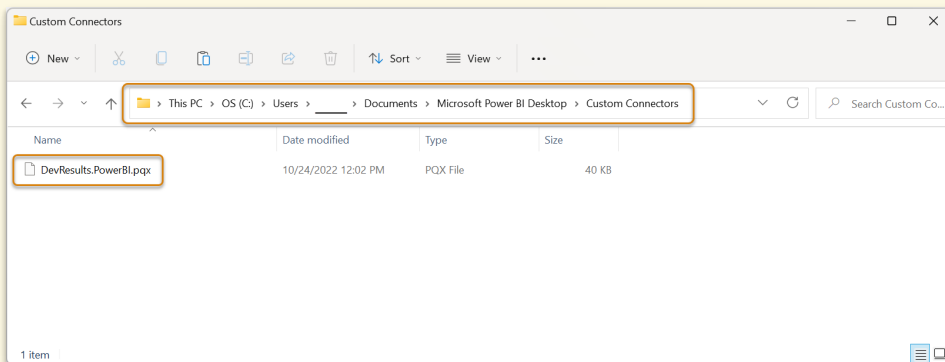 Custom Connectors
New Sort View ...
This PC > OS (C:) > Users > _____ > Documents > Microsoft Power BI Desktop > Custom Connectors Search Custom Co...
Name Date modified Type Size
DevResults.PowerBI.pqx 10/24/2022 12:02 PM PQX File 40 KB
1 item